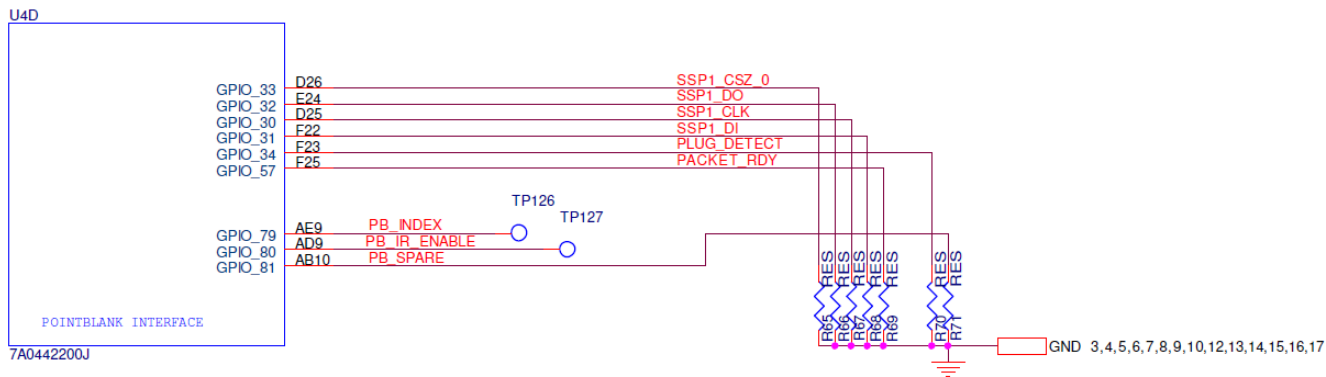 U4D
GPIO_33 D26 SSP1_CSZ_0
GPIO_32 E24 SSP1_DO
GPIO_30 D25 SSP1_CLK
GPIO_31 F22 SSP1_DI
GPIO_34 F23 PLUG_DETECT
GPIO_57 F25 PACKET_RDY
TP126
TP127
GPIO_79 AE9 PB_INDEX
GPIO_80 AD9 PB_IR_ENABLE
GPIO_81 AB10 PB_SPARE
RES RES RES RES RES RES RES
R65 R66 R67 R68 R69 R70 R71
POINTBLANK INTERFACE
GND 3,4,5,6,7,8,9,10,12,13,14,15,16,17
7A0442200J